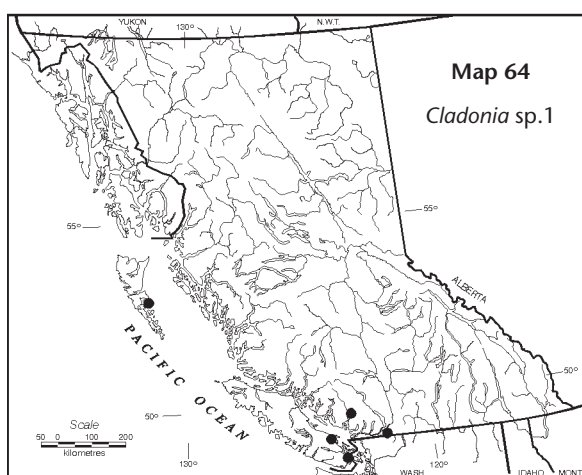 YUKON
130°
N.W.T.
Map 64
Cladonia sp.1
55°
55°
ALBERTA
PACIFIC OCEAN
50°
50°
Scale
50 0 100 200
kilometres
130°
120°
WASH
IDAHO
MONT